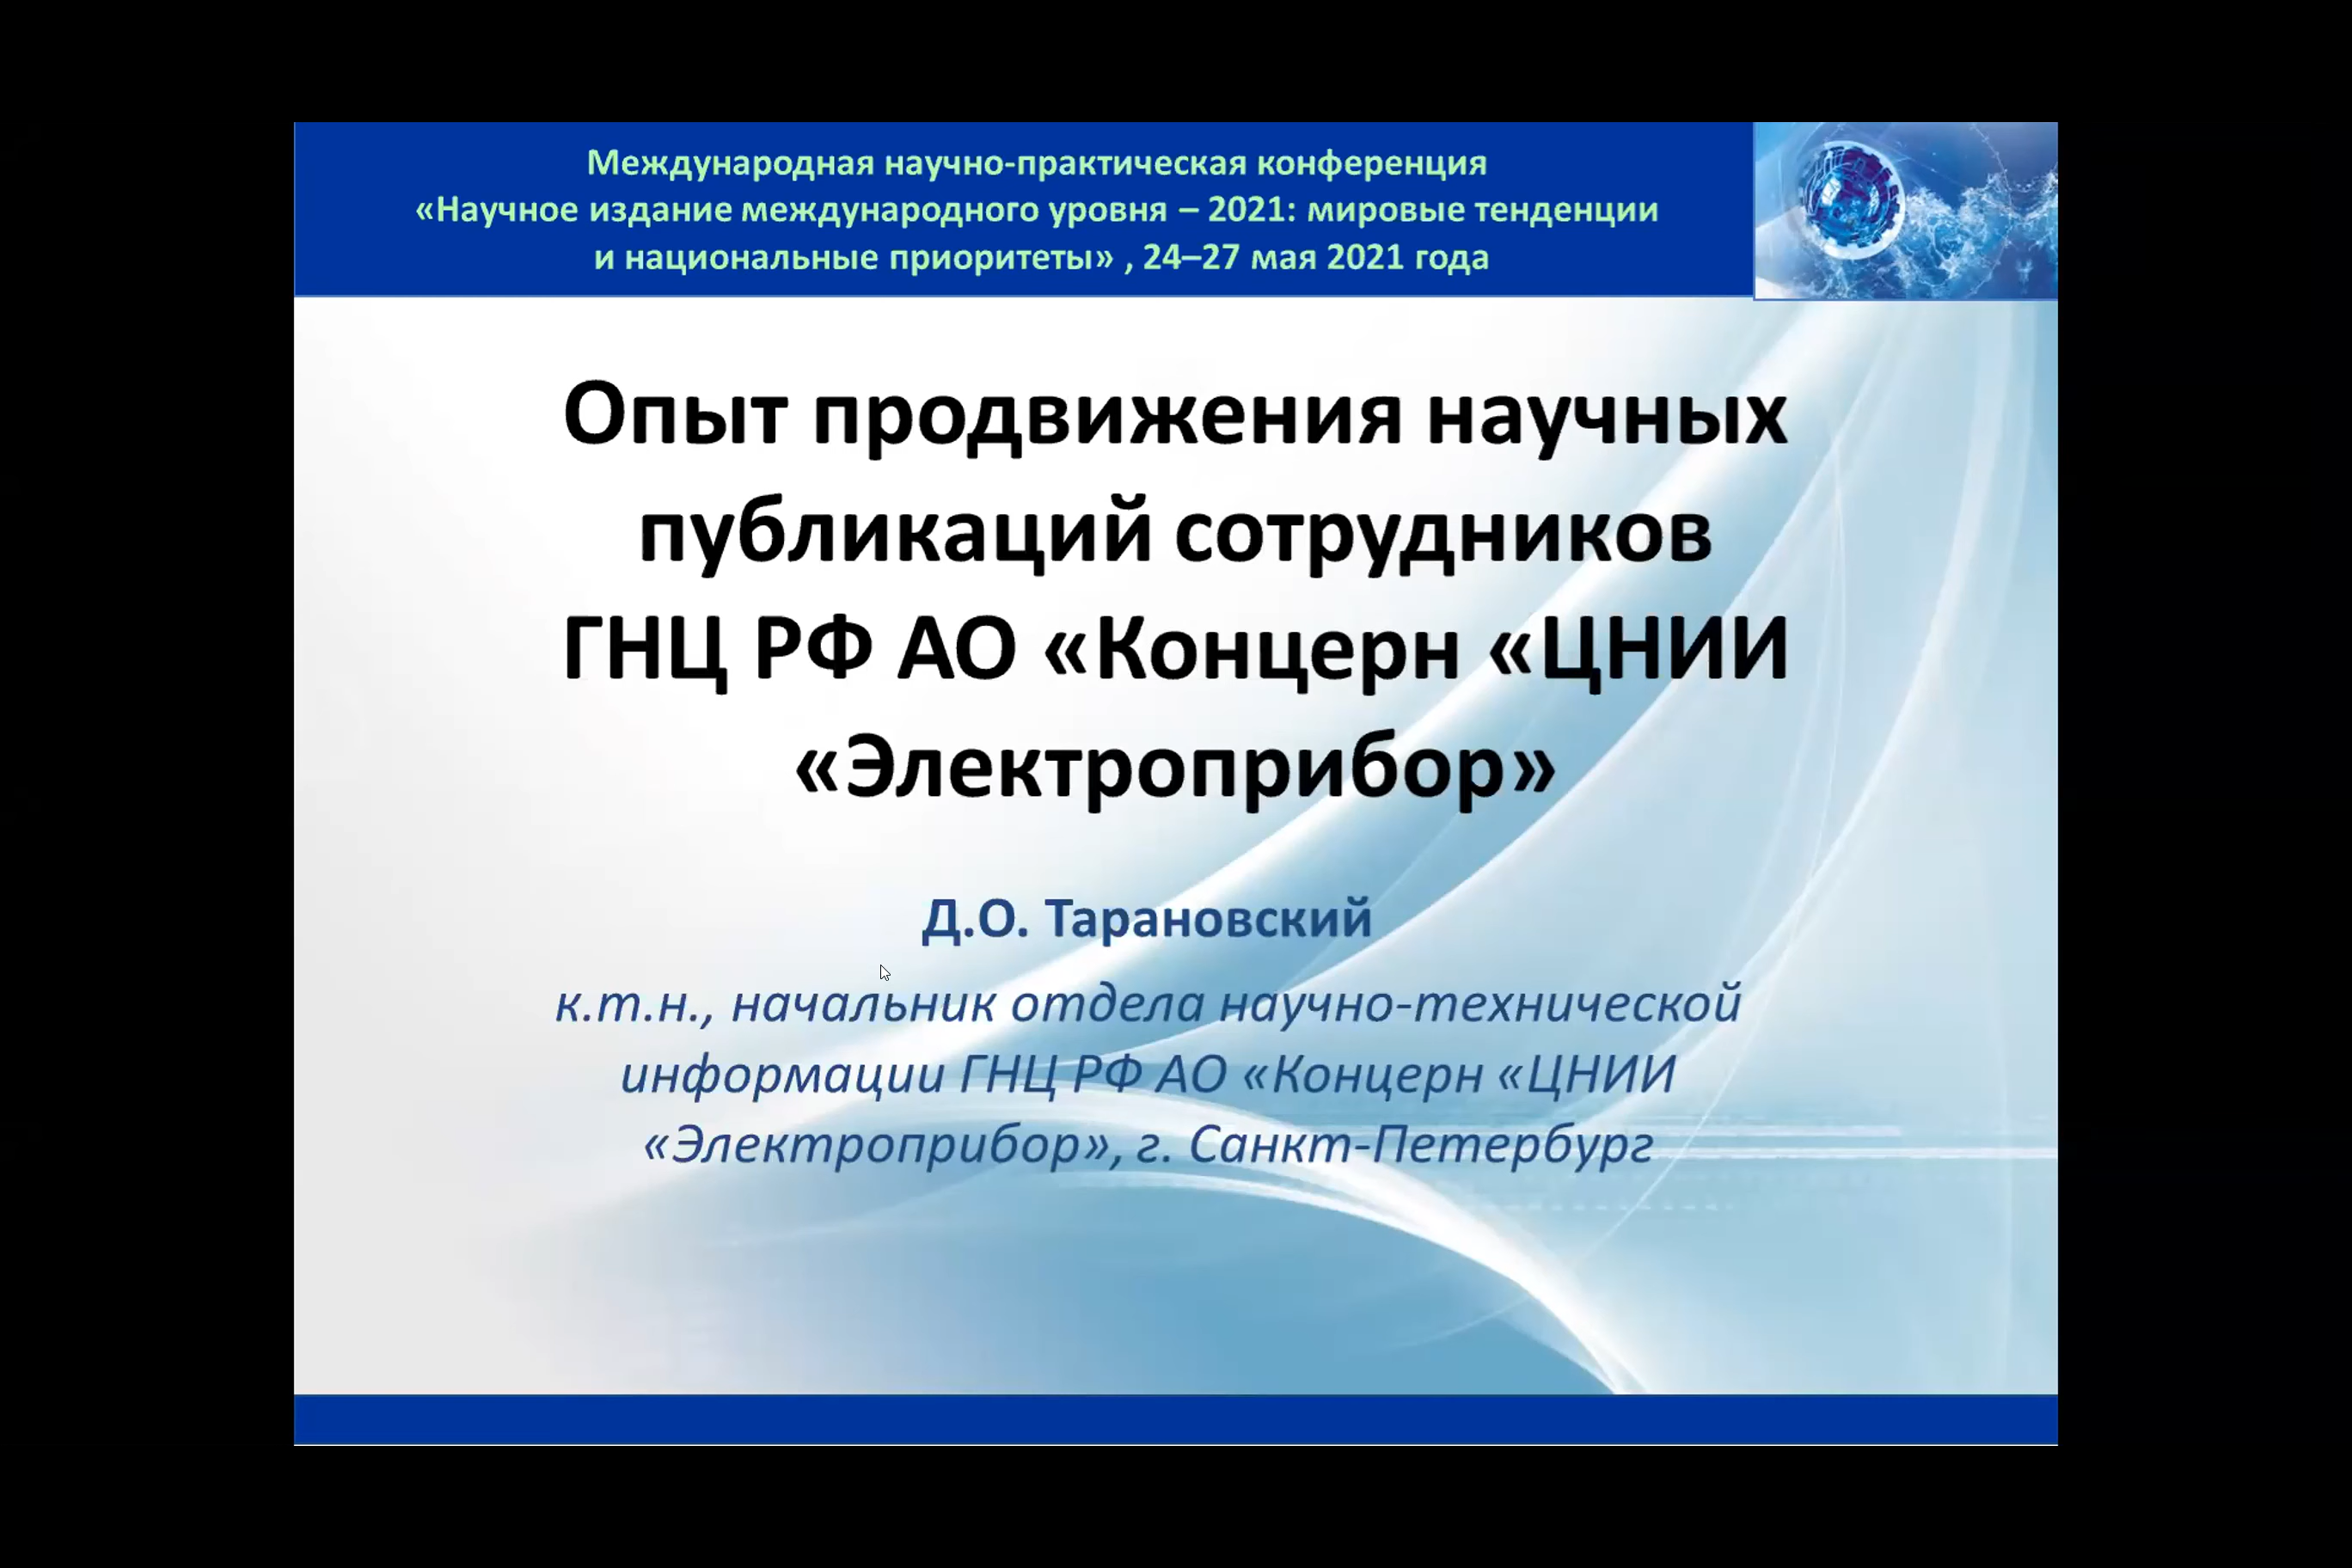 Международная научно-практическая конференция
«Научное издание международного уровня – 2021: мировые тенденции
и национальные приоритеты» , 24–27 мая 2021 года
Опыт продвижения научных
публикаций сотрудников
ГНЦ РФ АО «Концерн «ЦНИИ
«Электроприбор»
Д.О. Тарановский
к.т.н., начальник отдела научно-технической
информации ГНЦ РФ АО «Концерн «ЦНИИ
«Электроприбор», г. Санкт-Петербург